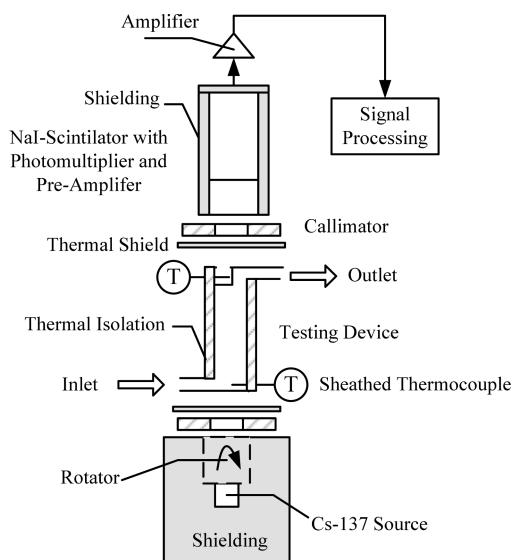 Amplifier
Shielding
Signal
Processing
NaI-Scintilator with
Photomultiplier and
Pre-Amplifer
Callimator
Thermal Shield
T
Outlet
Thermal Isolation
Testing Device
Inlet
T
Sheathed Thermocouple
Rotator
Cs-137 Source
Shielding